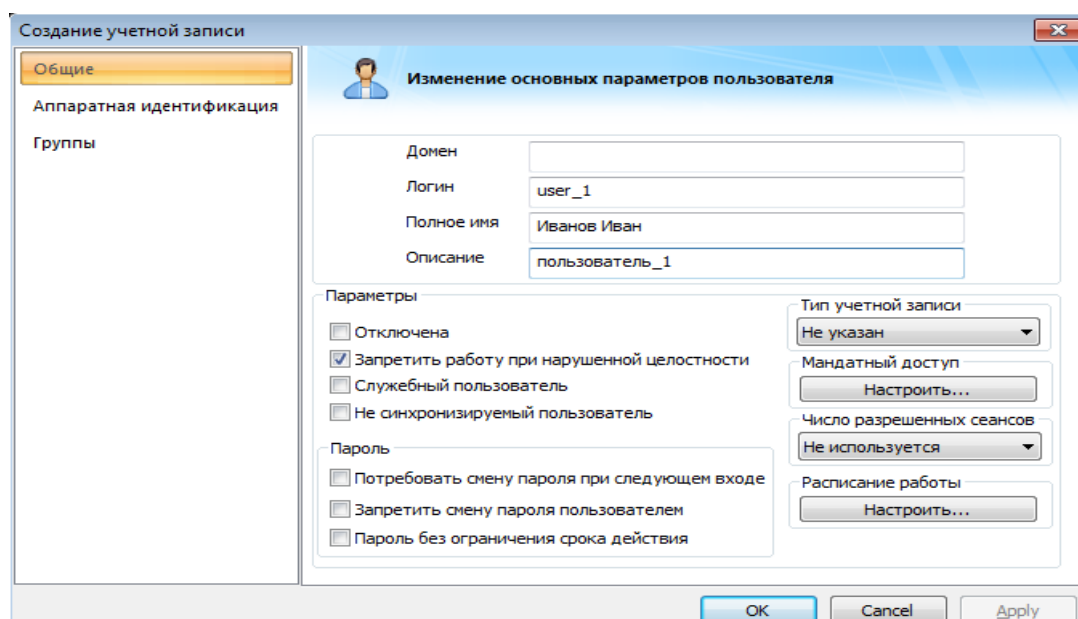 Создание учетной записи
Общие
Аппаратная идентификация
Группы
Изменение основных параметров пользователя
Домен
Логин
user_1
Полное имя
Иванов Иван
Описание
пользователь_1
Параметры
Отключена
Запретить работу при нарушенной целостности
Служебный пользователь
Не синхронизируемый пользователь
Пароль
Потребовать смену пароля при следующем входе
Запретить смену пароля пользователем
Пароль без ограничения срока действия
Тип учетной записи
Не указан
Мандатный доступ
Настроить...
Число разрешенных сеансов
Не используется
Расписание работы
Настроить...
OK
Cancel
Apply